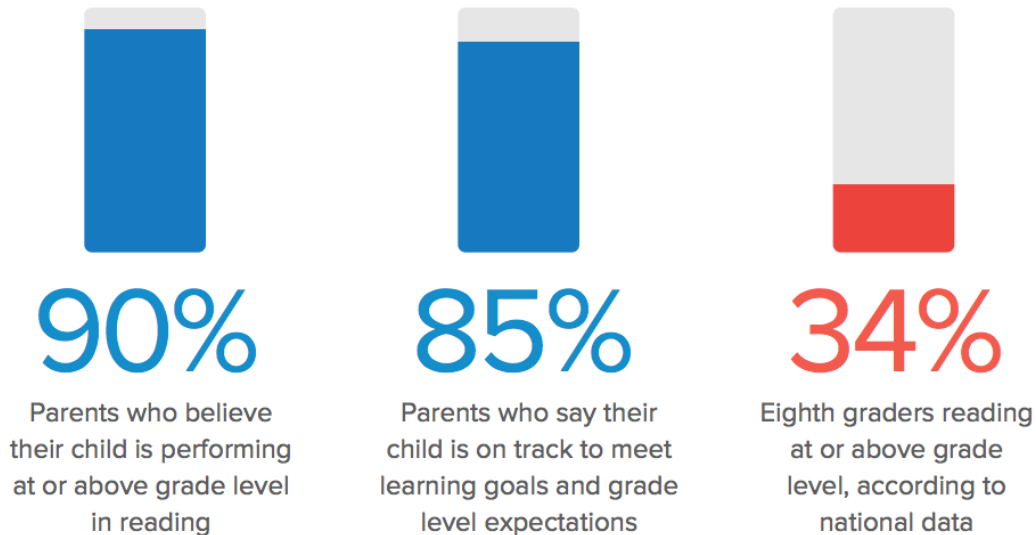 90%
Parents who believe
their child is performing
at or above grade level
in reading
85%
Parents who say their
child is on track to meet
learning goals and grade
level expectations
34%
Eighth graders reading
at or above grade
level, according to
national data